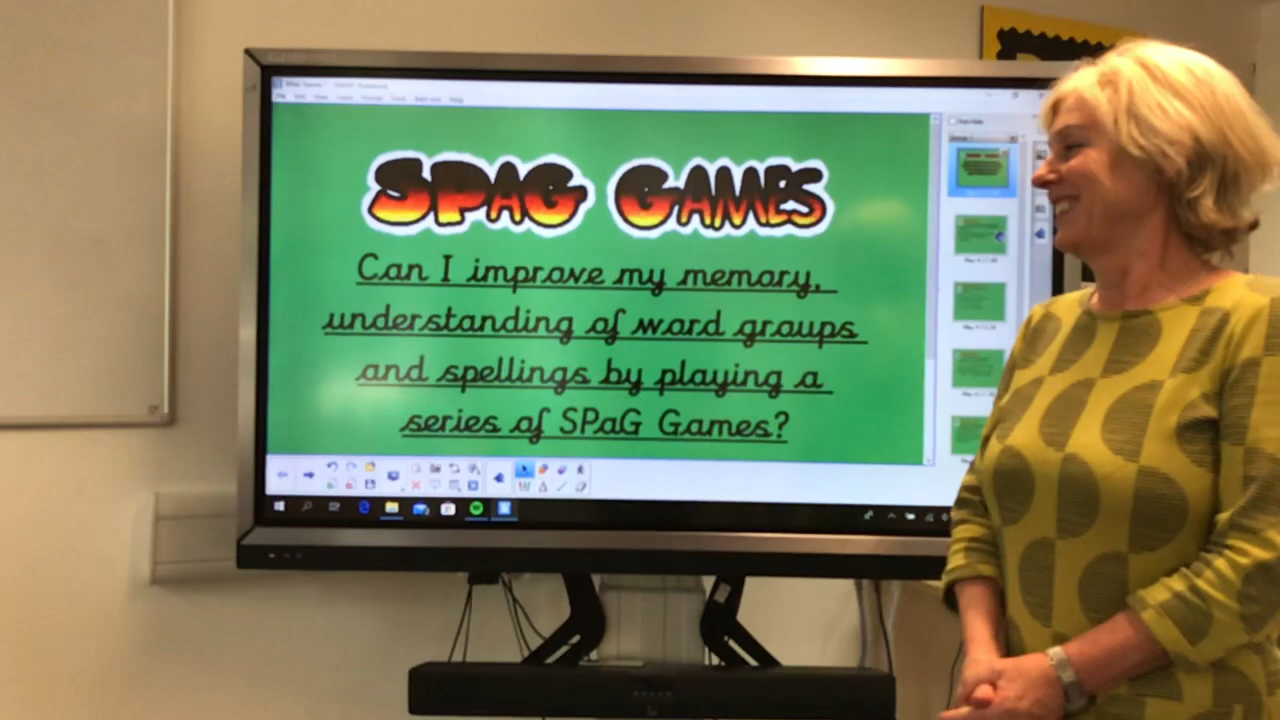 SPAG GAMES
Can I improve my memory,
understanding of word groups
and spellings by playing a
series of SPaG Games?